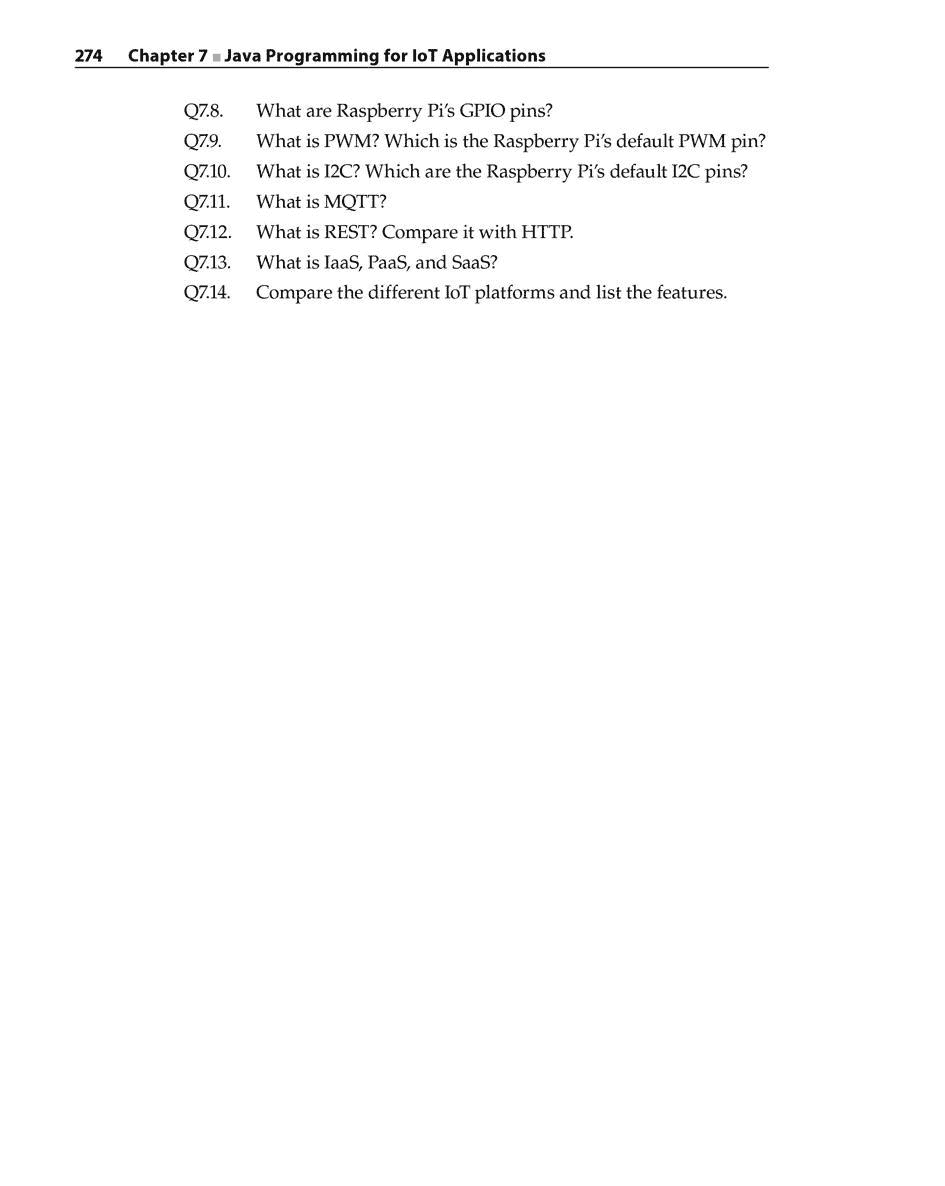 274 Chapter 7 ■ Java Programming for IoT Applications
Q7.8. What are Raspberry Pi’s GPIO pins?
Q7.9. What is PWM? Which is the Raspberry Pi’s default PWM pin?
Q7.10. What is I2C? Which are the Raspberry Pi’s default I2C pins?
Q7.11. What is MQTT?
Q7.12. What is REST? Compare it with HTTP.
Q7.13. What is IaaS, PaaS, and SaaS?
Q7.14. Compare the different IoT platforms and list the features.